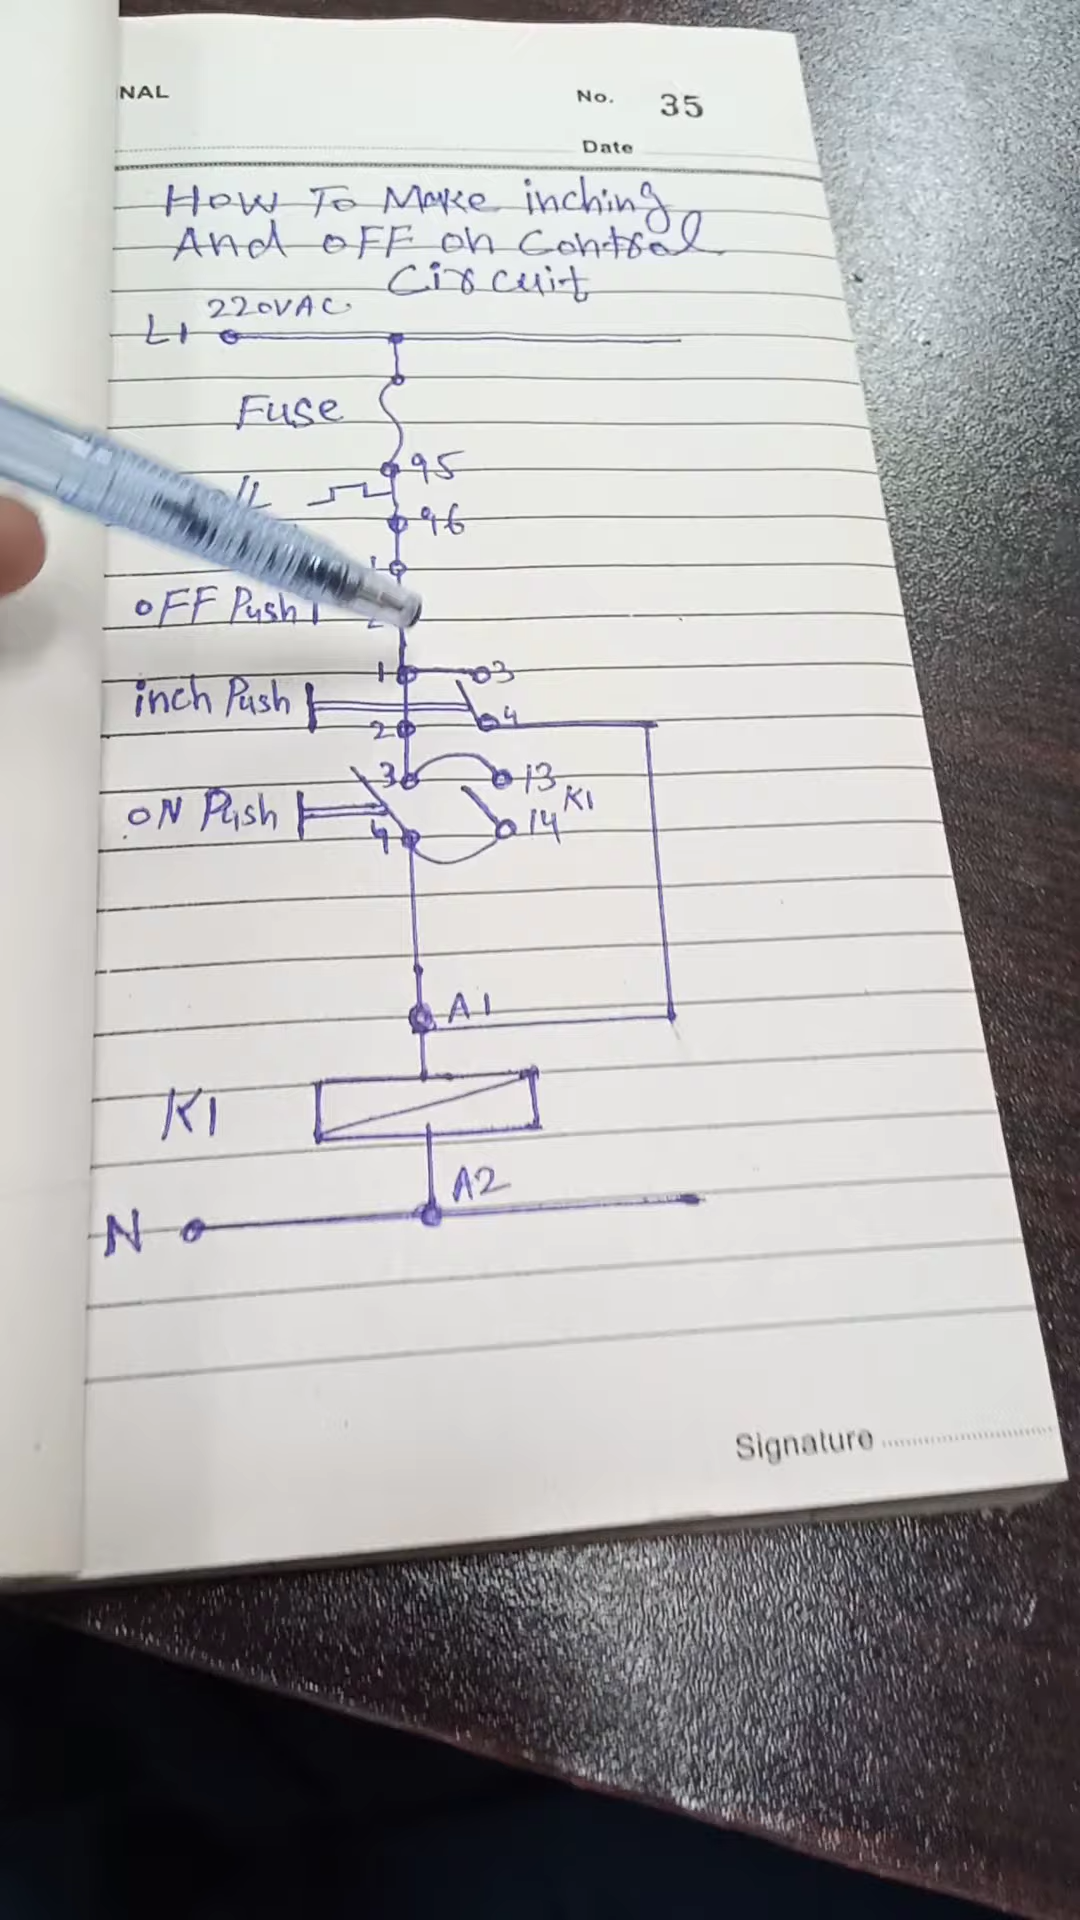 NAL
No. 35
Date
How To Make inching
And OFF on Control
Circuit
220VAC
L1
Fuse
95
96
1
OFF Push
1 3
inch Push
4
2
3 13
K1
ON Push
14
4
A1
K1
A2
N
Signature